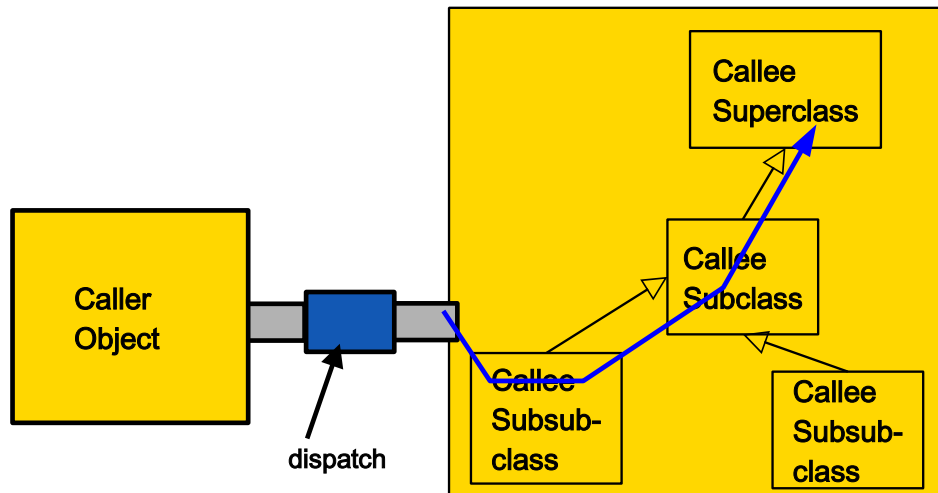 Callee
Superclass
Callee
Subclass
Caller
Object
Callee
Subsub-
class
Callee
Subsub-
class
dispatch